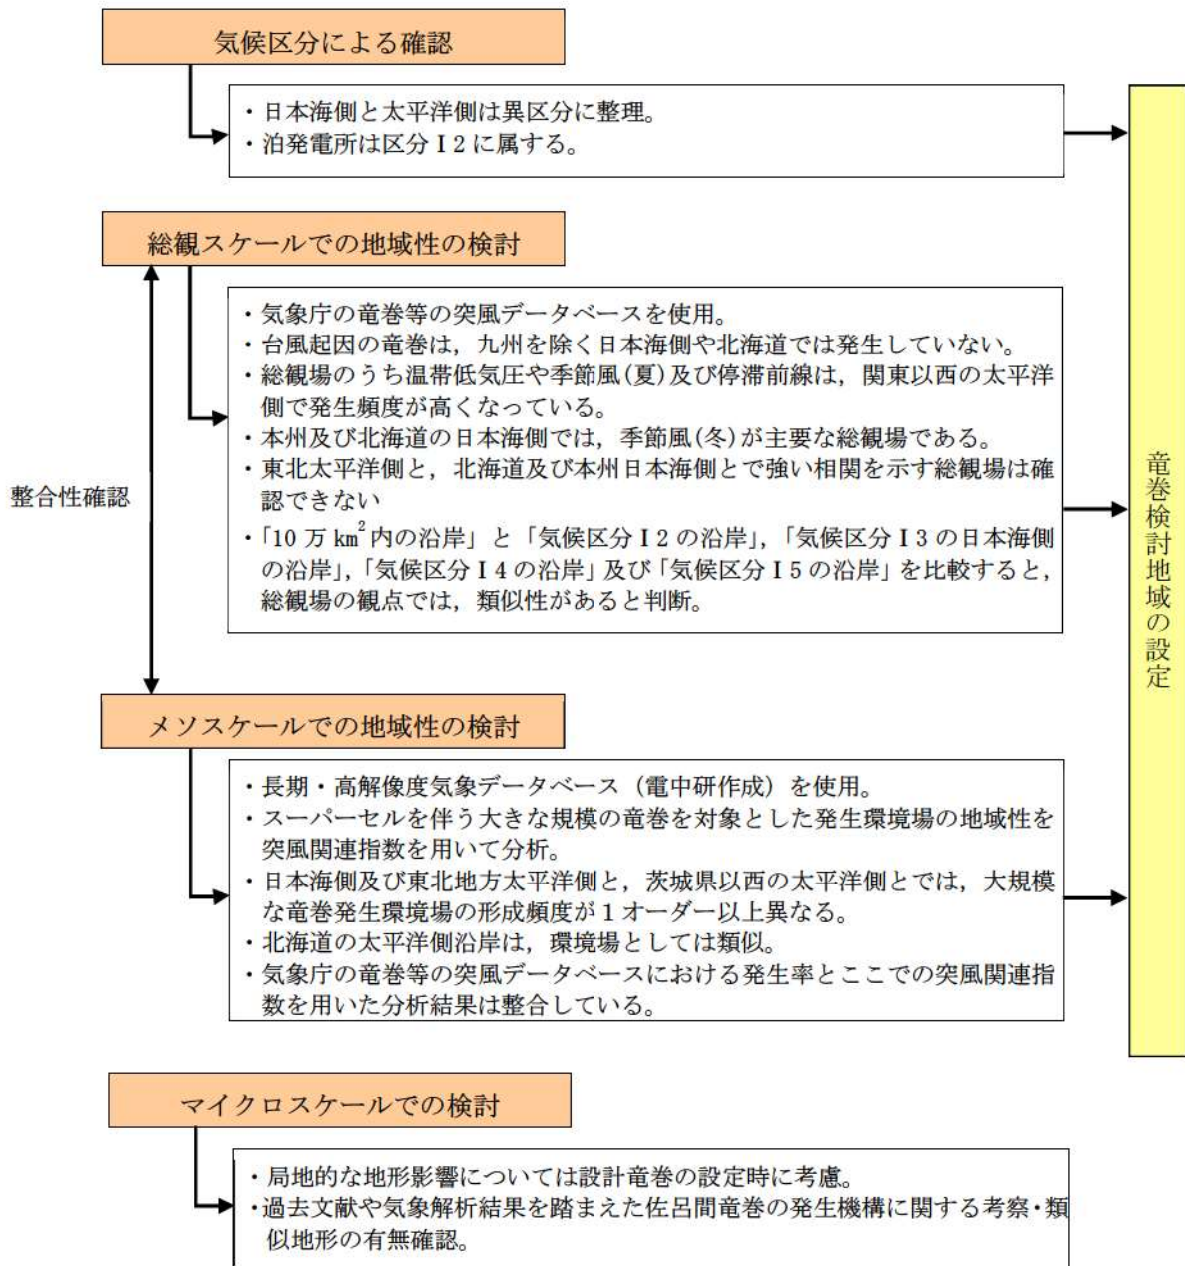 気候区分による確認
・日本海側と太平洋側は異区分に整理。
・泊発電所は区分Ⅰ2に属する。
総観スケールでの地域性の検討
・気象庁の竜巻等の突風データベースを使用。
・台風起因の竜巻は，九州を除く日本海側や北海道では発生していない。
・総観場のうち温帯低気圧や季節風(夏)及び停滞前線は，関東以西の太平洋
側で発生頻度が高くなっている。
・本州及び北海道の日本海側では，季節風(冬)が主要な総観場である。
・東北太平洋側と，北海道及び本州日本海側とで強い相関を示す総観場は確
認できない
・「10万km²内の沿岸」と「気候区分Ⅰ2の沿岸」，「気候区分Ⅰ3の日本海側
の沿岸」，「気候区分Ⅰ4の沿岸」及び「気候区分Ⅰ5の沿岸」を比較すると，
総観場の観点では，類似性があると判断。
整合性確認
メソスケールでの地域性の検討
・長期・高解像度気象データベース（電中研作成）を使用。
・スーパーセルを伴う大きな規模の竜巻を対象とした発生環境場の地域性を
突風関連指数を用いて分析。
・日本海側及び東北地方太平洋側と，茨城県以西の太平洋側とでは，大規模
な竜巻発生環境場の形成頻度が1オーダー以上異なる。
・北海道の太平洋側沿岸は，環境場としては類似。
・気象庁の竜巻等の突風データベースにおける発生率とここでの突風関連指
数を用いた分析結果は整合している。
マイクロスケールでの検討
・局地的な地形影響については設計竜巻の設定時に考慮。
・過去文献や気象解析結果を踏まえた佐呂間竜巻の発生機構に関する考察・類
似地形の有無確認。
竜巻検討地域の設定